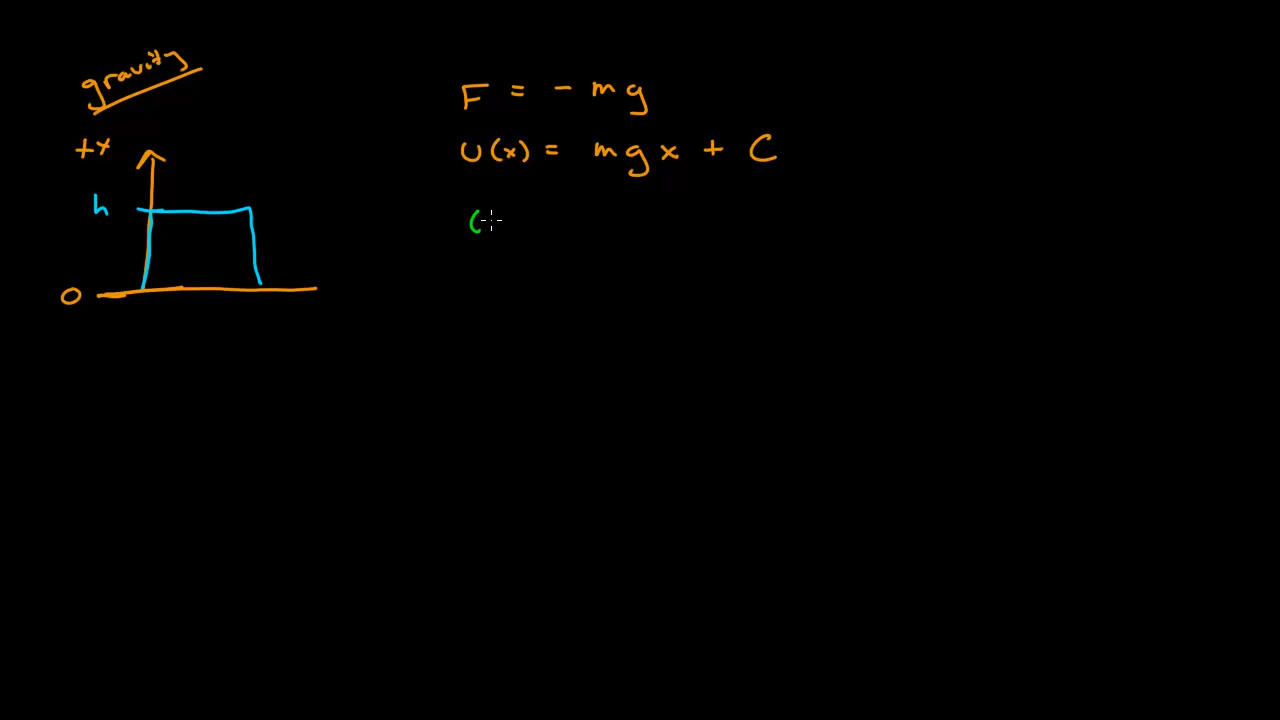 gravity
+x
h
0
F = - mg
U(x) = mgx + C
(